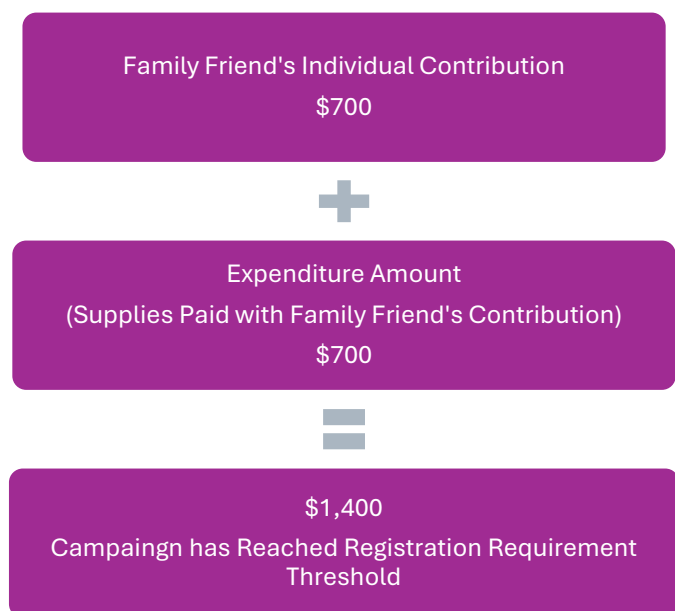 Family Friend's Individual Contribution
$700
Expenditure Amount
(Supplies Paid with Family Friend's Contribution)
$700
$1,400
Campaingn has Reached Registration Requirement
Threshold